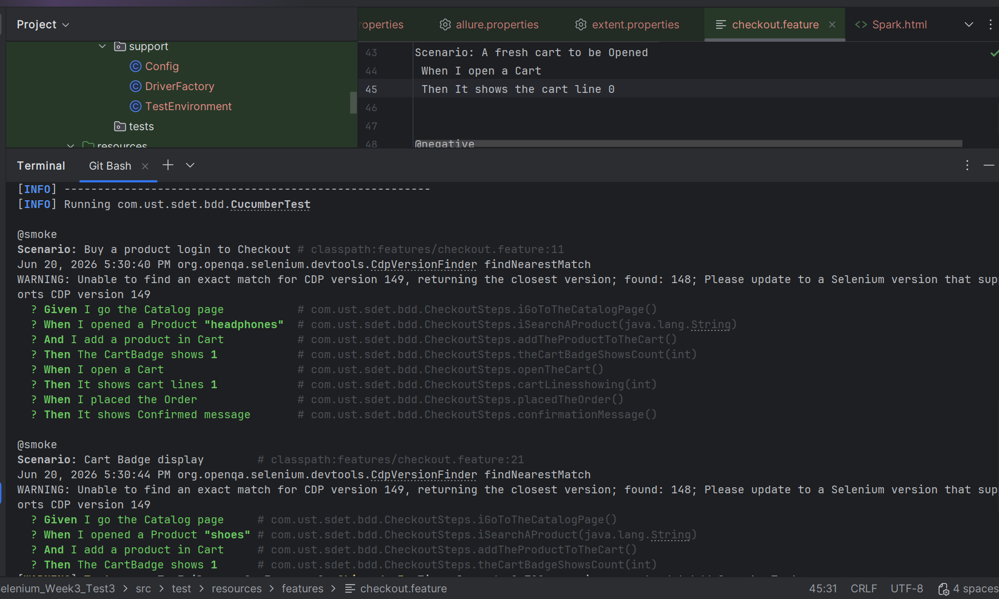 Project
operties
allure.properties
extent.properties
checkout.feature
Spark.html
support
Config
DriverFactory
TestEnvironment
tests
resources
43 Scenario: A fresh cart to be Opened
44 When I open a Cart
45 Then It shows the cart line 0
46
47
48 @negative
Terminal Git Bash
[INFO] -------------------------------------------------------
[INFO] Running com.ust.sdet.bdd.CucumberTest
@smoke
Scenario: Buy a product login to Checkout # classpath:features/checkout.feature:11
Jun 20, 2026 5:30:40 PM org.openqa.selenium.devtools.CdpVersionFinder findNearestMatch
WARNING: Unable to find an exact match for CDP version 149, returning the closest version; found: 148; Please update to a Selenium version that supp
orts CDP version 149
? Given I go the Catalog page # com.ust.sdet.bdd.CheckoutSteps.iGoToTheCatalogPage()
? When I opened a Product "headphones" # com.ust.sdet.bdd.CheckoutSteps.iSearchAProduct(java.lang.String)
? And I add a product in Cart # com.ust.sdet.bdd.CheckoutSteps.addTheProductToTheCart()
? Then The CartBadge shows 1 # com.ust.sdet.bdd.CheckoutSteps.theCartBadgeShowsCount(int)
? When I open a Cart # com.ust.sdet.bdd.CheckoutSteps.openTheCart()
? Then It shows cart lines 1 # com.ust.sdet.bdd.CheckoutSteps.cartLinesshowing(int)
? When I placed the Order # com.ust.sdet.bdd.CheckoutSteps.placedTheOrder()
? Then It shows Confirmed message # com.ust.sdet.bdd.CheckoutSteps.confirmationMessage()
@smoke
Scenario: Cart Badge display # classpath:features/checkout.feature:21
Jun 20, 2026 5:30:44 PM org.openqa.selenium.devtools.CdpVersionFinder findNearestMatch
WARNING: Unable to find an exact match for CDP version 149, returning the closest version; found: 148; Please update to a Selenium version that supp
orts CDP version 149
? Given I go the Catalog page # com.ust.sdet.bdd.CheckoutSteps.iGoToTheCatalogPage()
? When I opened a Product "shoes" # com.ust.sdet.bdd.CheckoutSteps.iSearchAProduct(java.lang.String)
? And I add a product in Cart # com.ust.sdet.bdd.CheckoutSteps.addTheProductToTheCart()
? Then The CartBadge shows 1 # com.ust.sdet.bdd.CheckoutSteps.theCartBadgeShowsCount(int)
elenium_Week3_Test3 > src > test > resources > features > checkout.feature
45:31 CRLF UTF-8 4 spaces